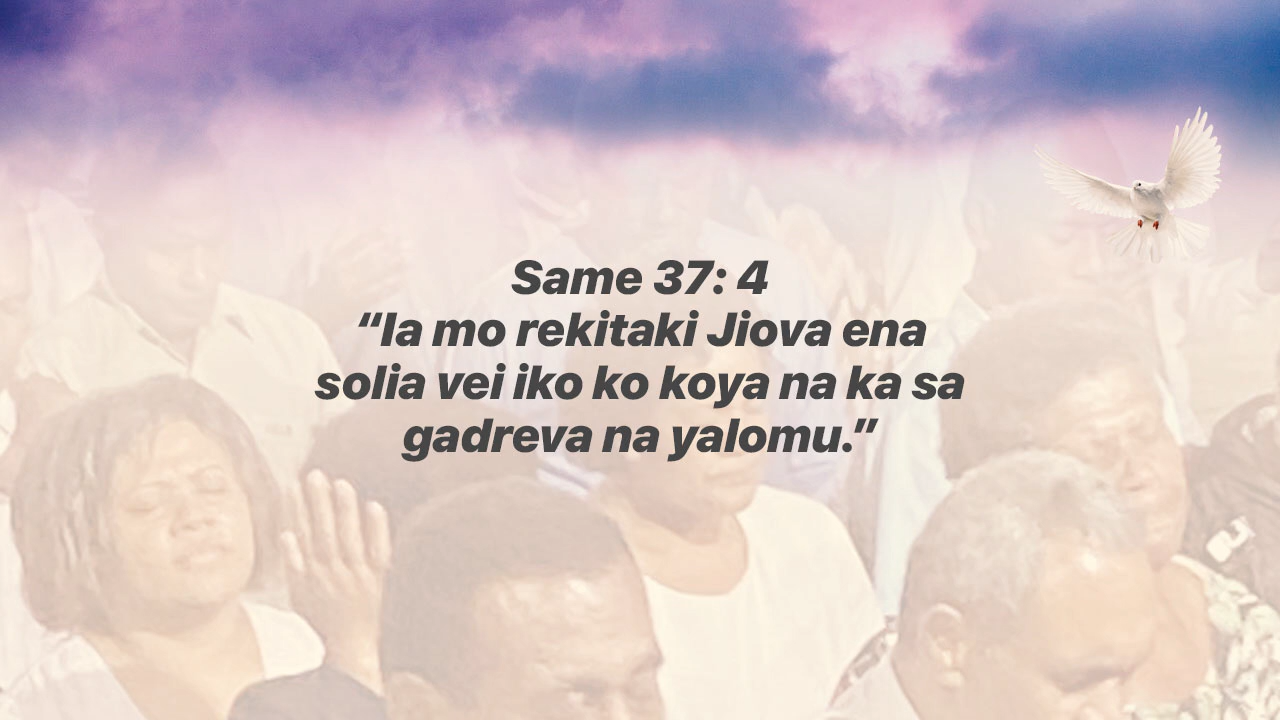 Same 37: 4
“Ia mo rekitaki Jiova ena
solia vei iko ko koya na ka sa
gadreva na yalomu.”